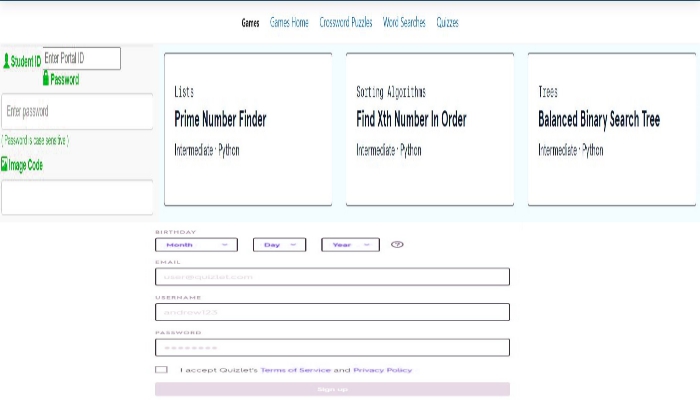 Games Games Home Crossword Puzzles Word Searches Quizzes
Student ID Enter Portal ID
Password
Enter password
( Password is case sensitive )
Image Code
Lists
Prime Number Finder
Intermediate · Python
Sorting Algorithms
Find Xth Number In Order
Intermediate · Python
Trees
Balanced Binary Search Tree
Intermediate · Python
BIRTHDAY
Month Day Year ?
EMAIL
user@quizlet.com
USERNAME
andrew123
PASSWORD
••••••••
I accept Quizlet's Terms of Service and Privacy Policy
Sign up